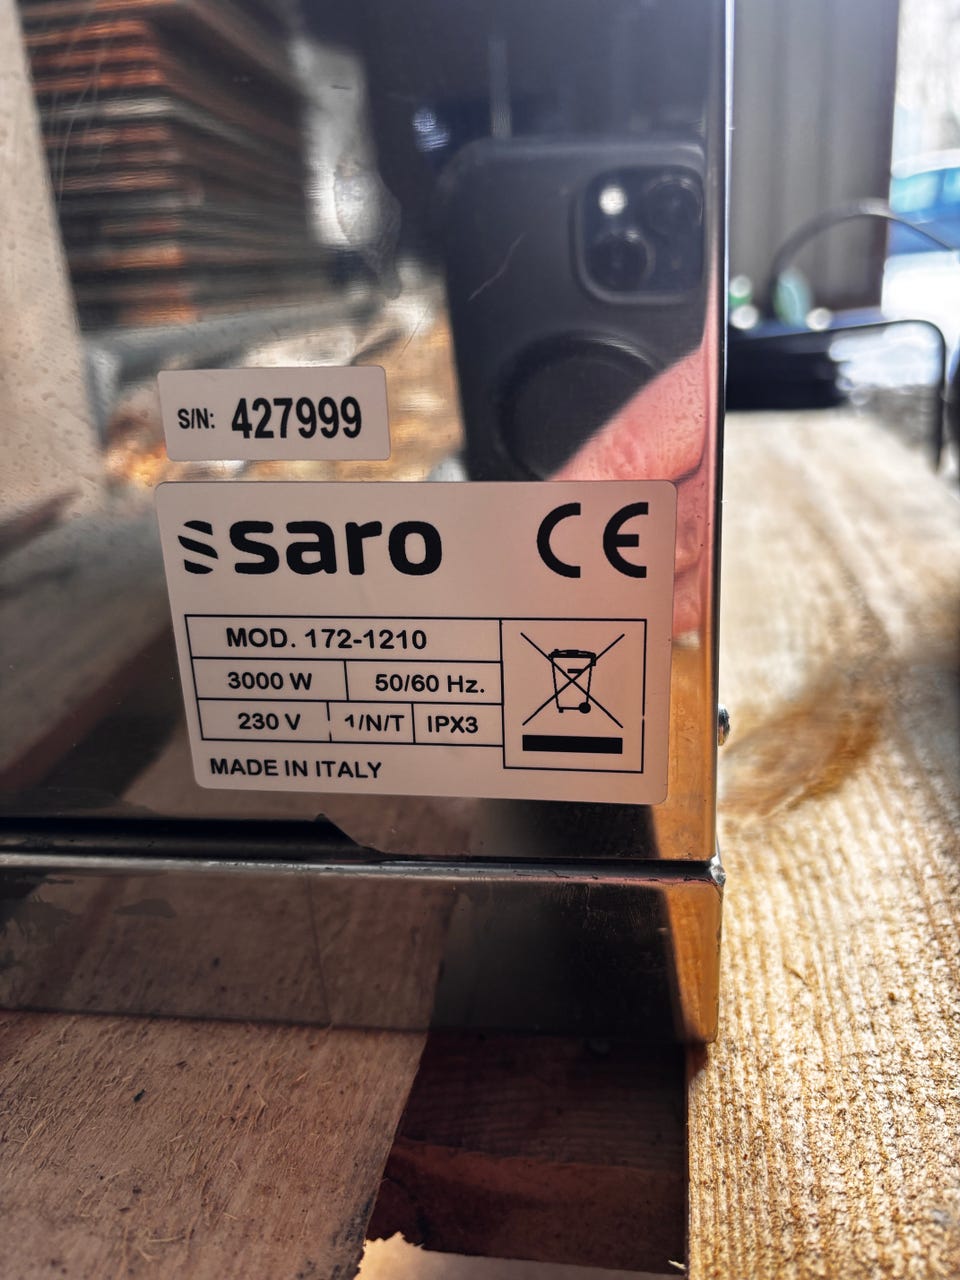 S/N: 427999
saro CE
MOD. 172-1210
3000 W 50/60 Hz.
230 V 1/N/T IPX3
MADE IN ITALY